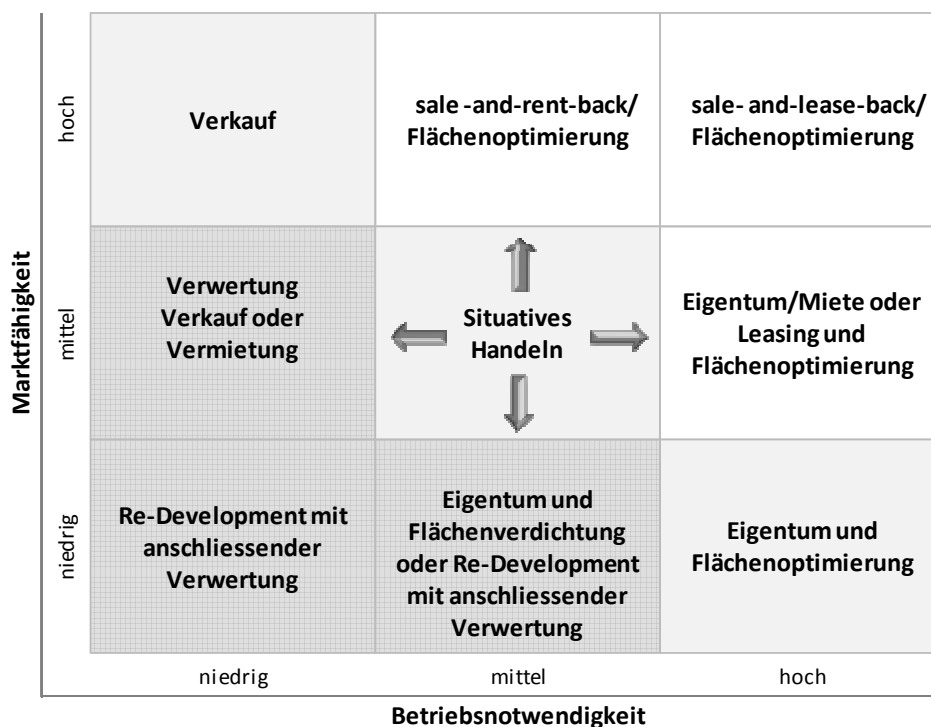 Marktfähigkeit
hoch
Verkauf
sale -and-rent-back/
Flächenoptimierung
sale- and-lease-back/
Flächenoptimierung
mittel
Verwertung
Verkauf oder
Vermietung
Situatives
Handeln
Eigentum/Miete oder
Leasing und
Flächenoptimierung
niedrig
Re-Development mit
anschliessender
Verwertung
Eigentum und
Flächenverdichtung
oder Re-Development
mit anschliessender
Verwertung
Eigentum und
Flächenoptimierung
niedrig
mittel
hoch
Betriebsnotwendigkeit